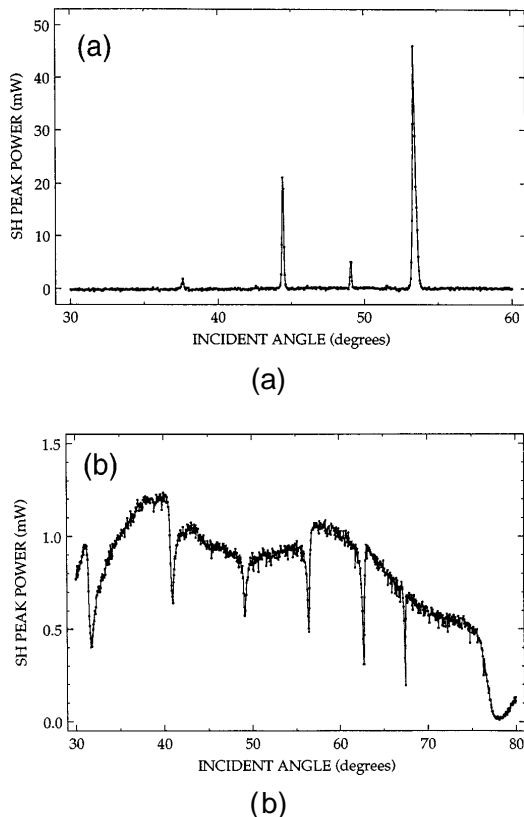 50
(a)
40
30
20
10
0
SH PEAK POWER (mW)
30 40 50 60
INCIDENT ANGLE (degrees)
(a)
1.5
(b)
1.0
0.5
0.0
SH PEAK POWER (mW)
30 40 50 60 70 80
INCIDENT ANGLE (degrees)
(b)